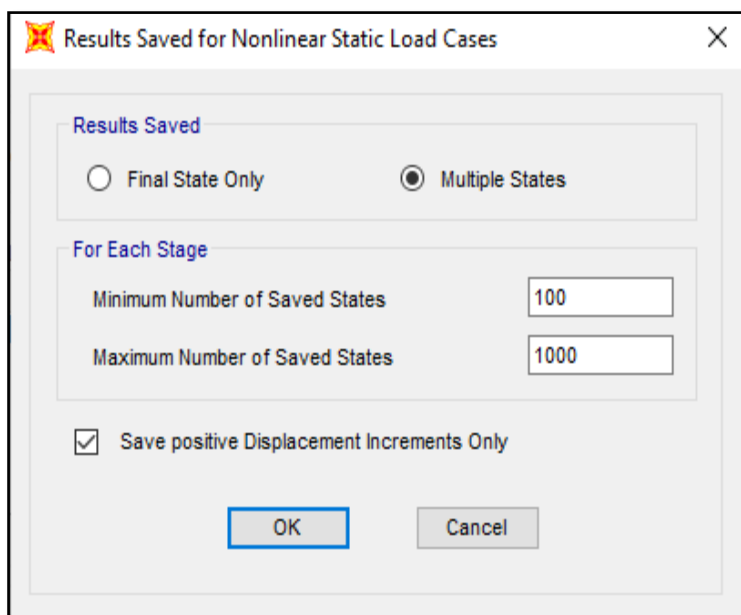 Results Saved for Nonlinear Static Load Cases
Results Saved
Final State Only
Multiple States
For Each Stage
Minimum Number of Saved States
100
Maximum Number of Saved States
1000
Save positive Displacement Increments Only
OK
Cancel